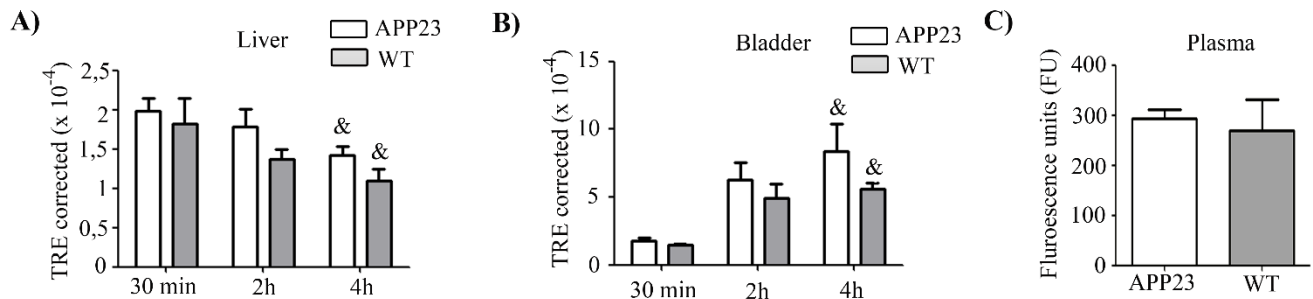 A)
Liver
APP23
WT
TRE corrected (x 10⁻⁴)
2,5
2
1,5
1
0,5
0
&
&
30 min
2h
4h
B)
Bladder
APP23
WT
TRE corrected (x 10⁻⁴)
15
10
5
0
&
&
30 min
2h
4h
C)
Plasma
Fluroescence units (FU)
400
300
300
100
0
APP23
WT